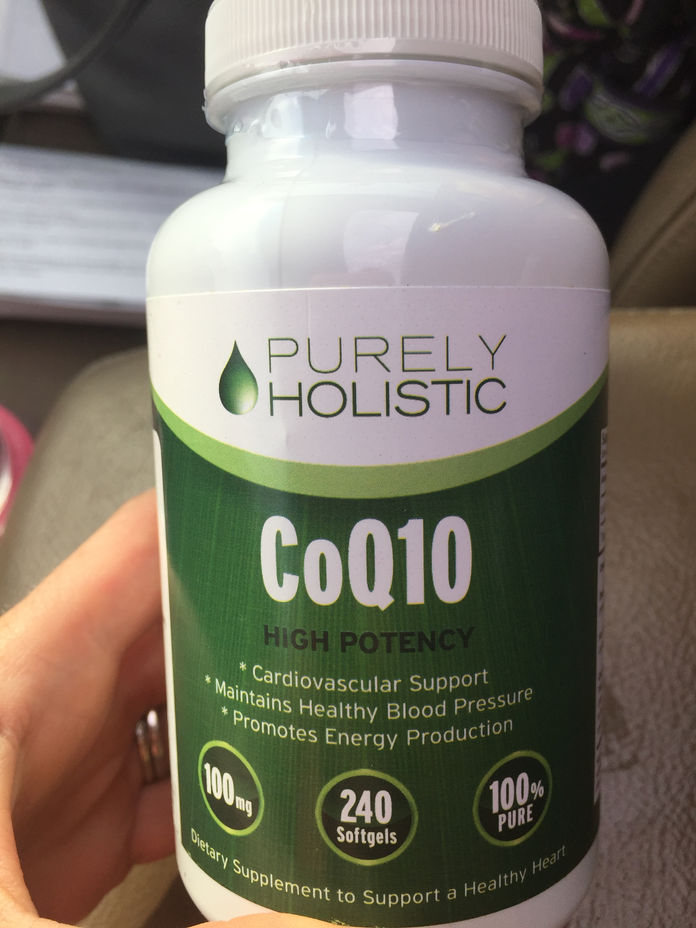 PURELY
HOLISTIC
CoQ10
HIGH POTENCY
* Cardiovascular Support
* Maintains Healthy Blood Pressure
* Promotes Energy Production
100mg
240
Softgels
100%
PURE
Dietary Supplement to Support a Healthy Heart